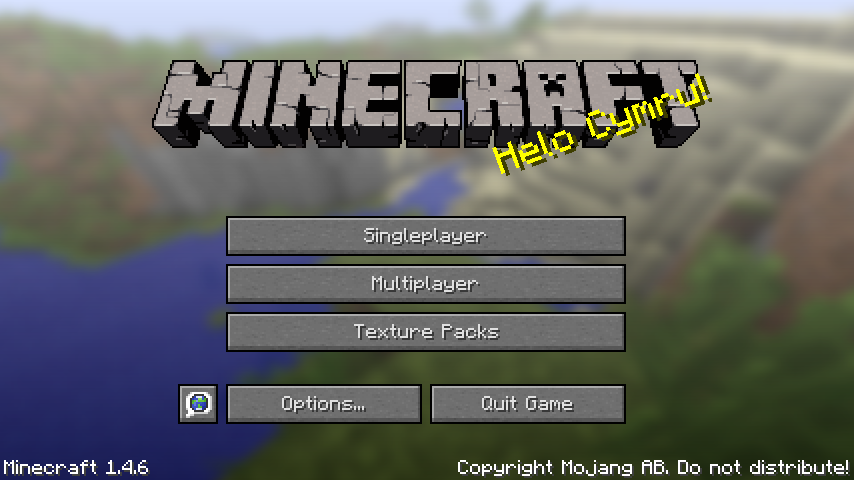 MINECRAFT
Helo Cymru!
Singleplayer
Multiplayer
Texture Packs
Options...
Quit Game
Minecraft 1.4.6
Copyright Mojang AB. Do not distribute!